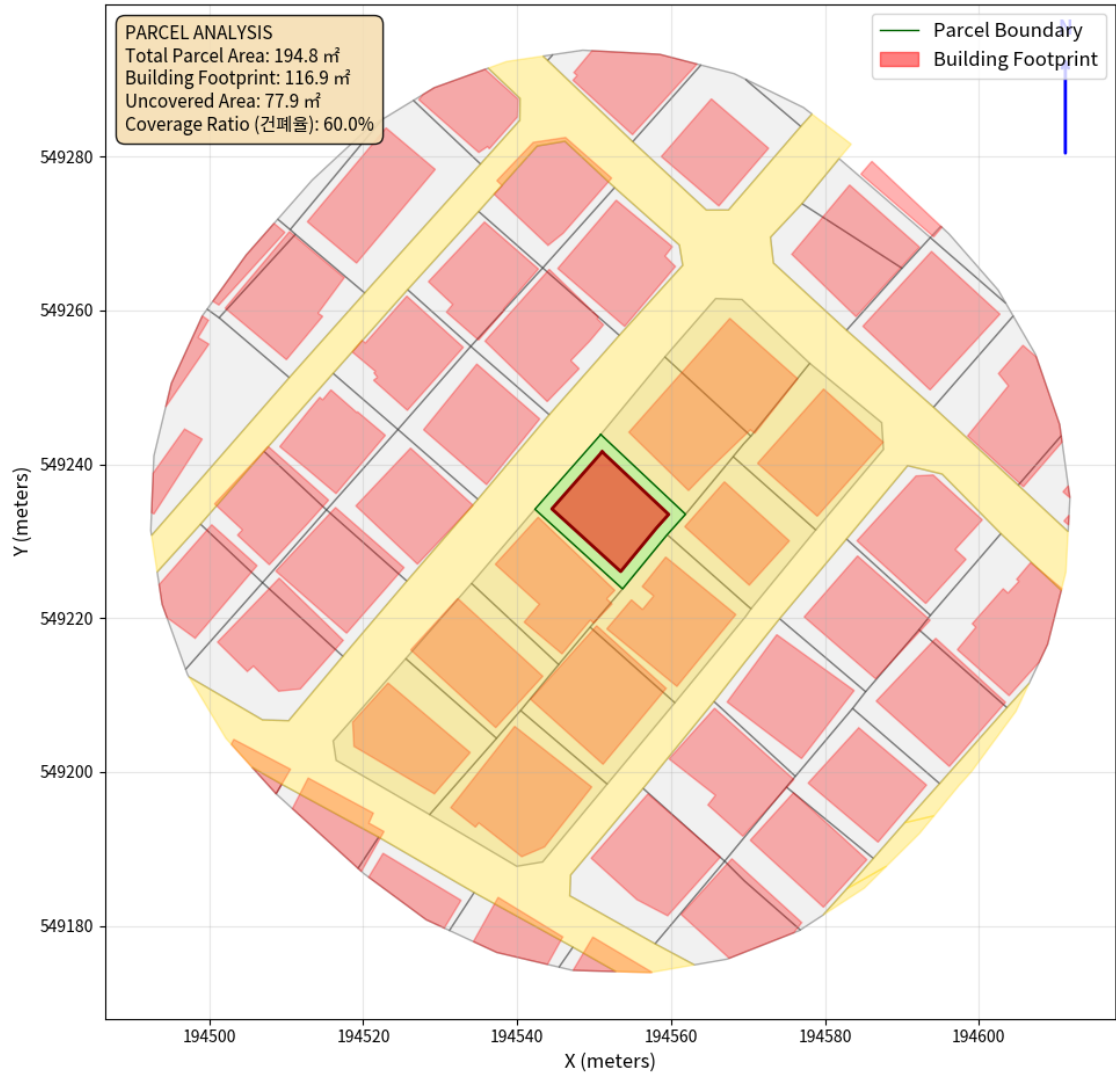 PARCEL ANALYSIS
Total Parcel Area: 194.8 ㎡
Building Footprint: 116.9 ㎡
Uncovered Area: 77.9 ㎡
Coverage Ratio (건폐율): 60.0%
N
Parcel Boundary
Building Footprint
549280
549260
549240
549220
549200
549180
Y (meters)
194500 194520 194540 194560 194580 194600
X (meters)